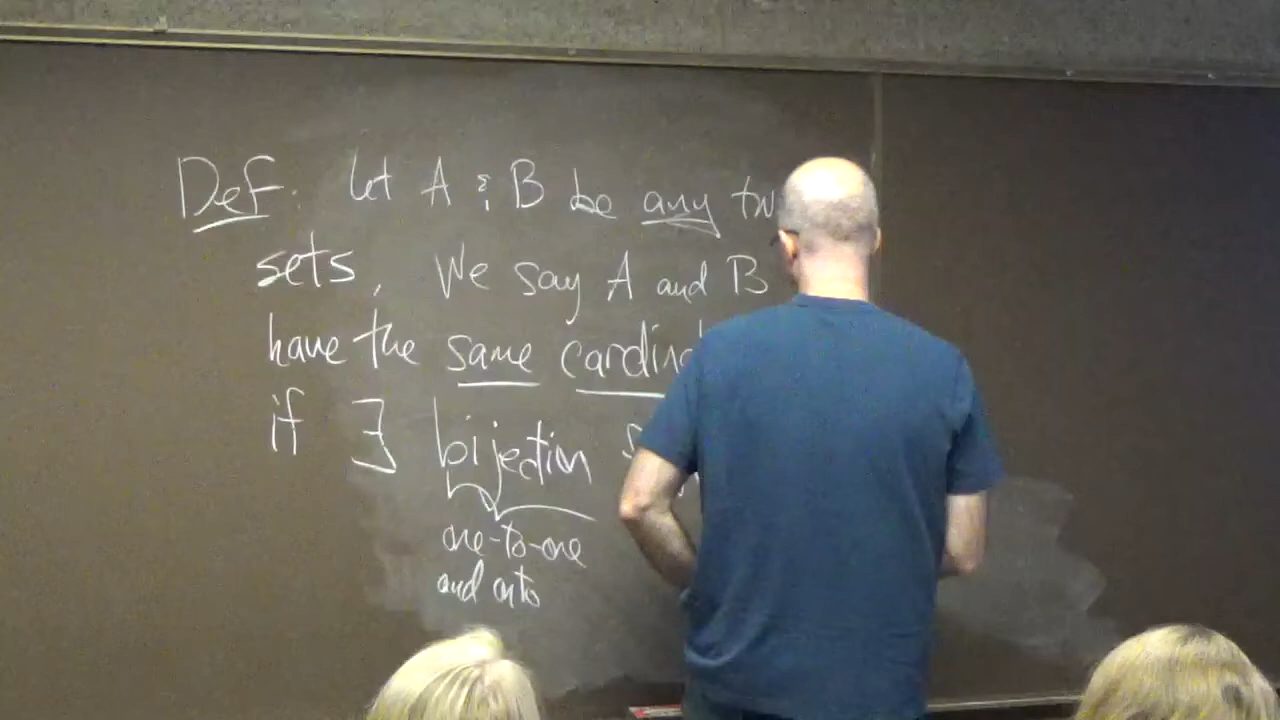 Def: let A & B be any tw
sets, We say A and B
have the same cardin
if ∃ bijection
one-to-one
and onto